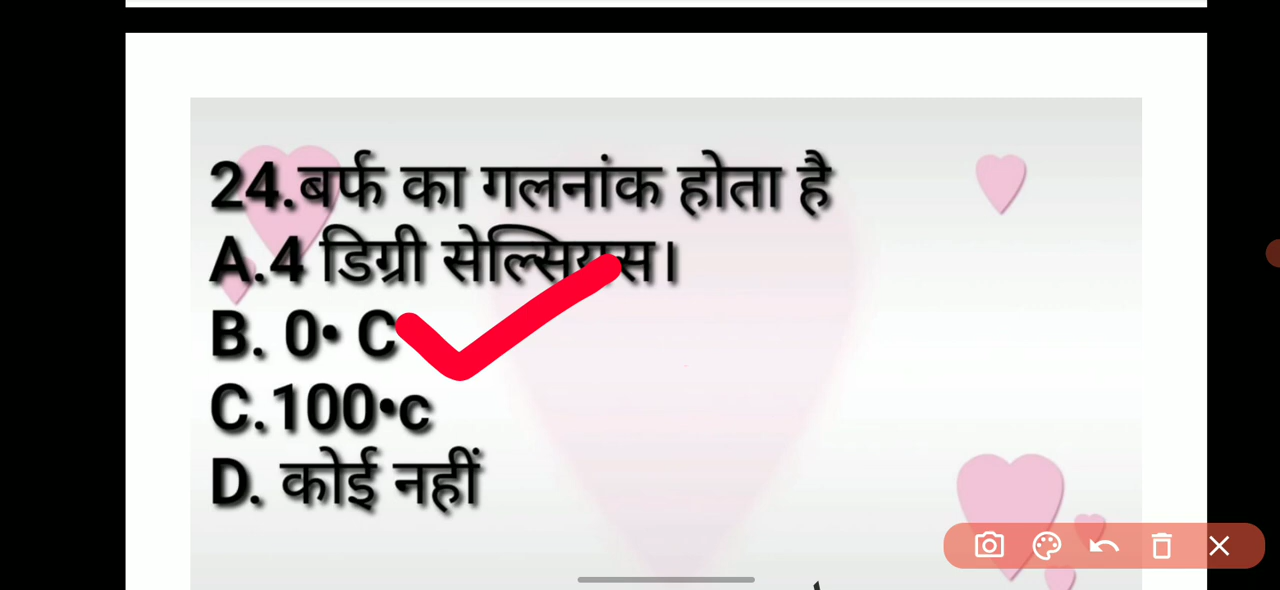 24.बर्फ का गलनांक होता है
A.4 डिग्री सेल्सियस।
B. 0• C
C.100•c
D. कोई नहीं